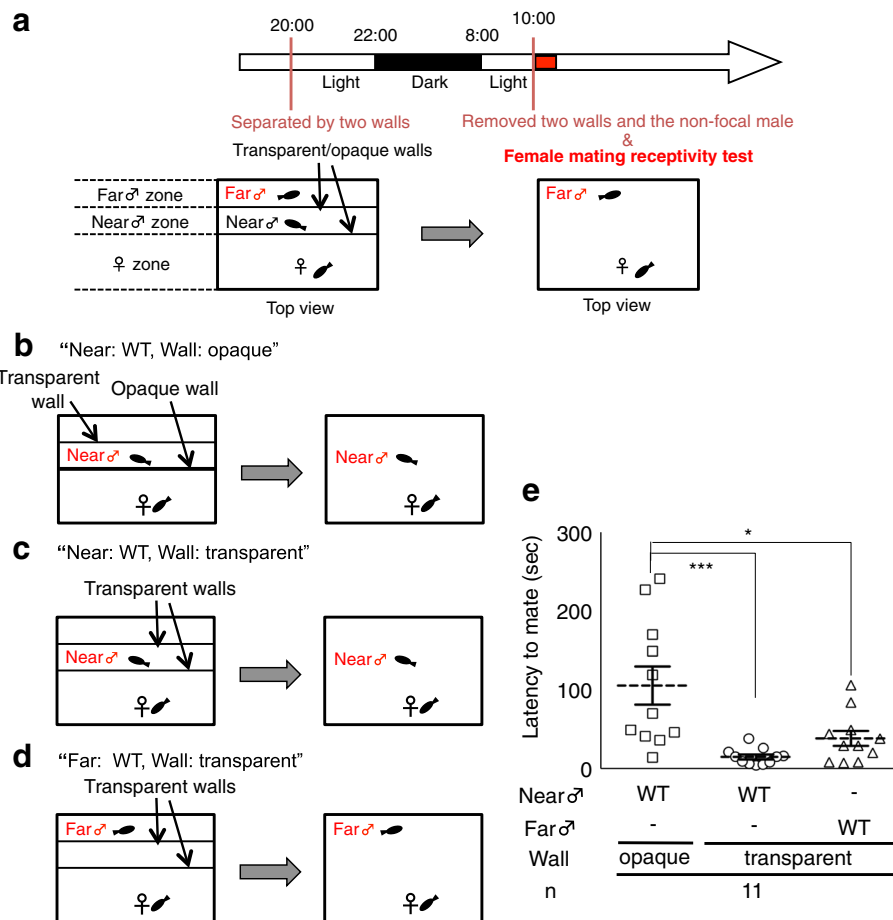 a
20:00
22:00
8:00
10:00
Light
Dark
Light
Separated by two walls
Removed two walls and the non-focal male
&
Female mating receptivity test
Transparent/opaque walls
Far♂ zone
Near♂ zone
♀ zone
Far♂
Near♂
♀
Top view
Far♂
♀
Top view
b "Near: WT, Wall: opaque"
Transparent wall
Opaque wall
Near♂
♀
Near♂
♀
c "Near: WT, Wall: transparent"
Transparent walls
Near♂
♀
Near♂
♀
d "Far: WT, Wall: transparent"
Transparent walls
Far♂
♀
Far♂
♀
e
Latency to mate (sec)
300
200
100
0
*
***
Near♂ WT WT -
Far♂ - - WT
Wall opaque transparent
n 11